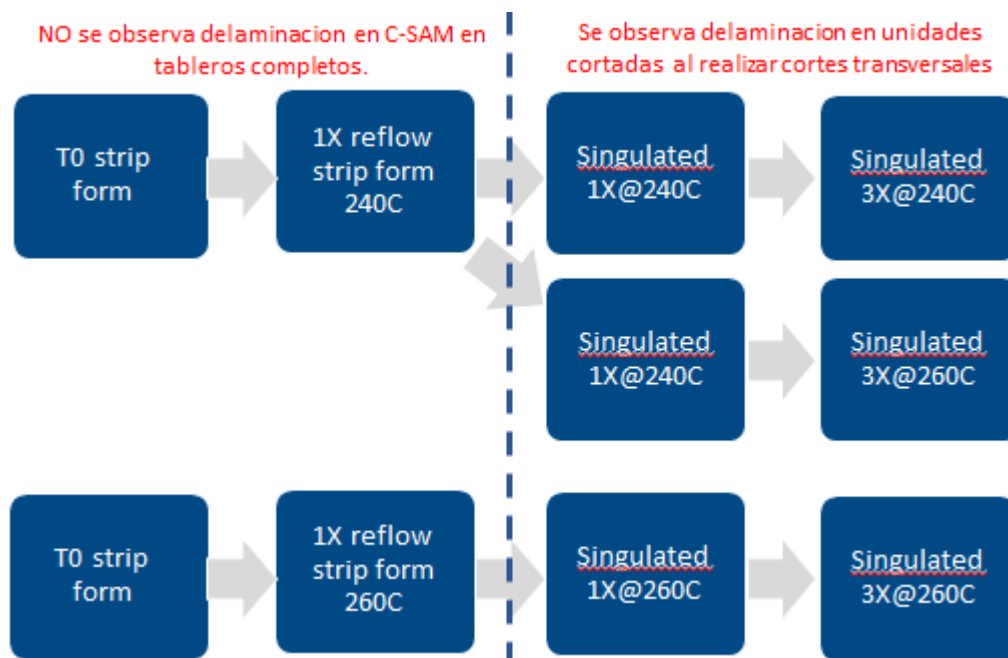 NO se observa delaminacion en C-SAM en
tableros completos.
Se observa delaminacion en unidades
cortadas al realizar cortes transversales
T0 strip
form
1X reflow
strip form
240C
Singulated
1X@240C
Singulated
3X@240C
Singulated
1X@240C
Singulated
3X@260C
T0 strip
form
1X reflow
strip form
260C
Singulated
1X@260C
Singulated
3X@260C